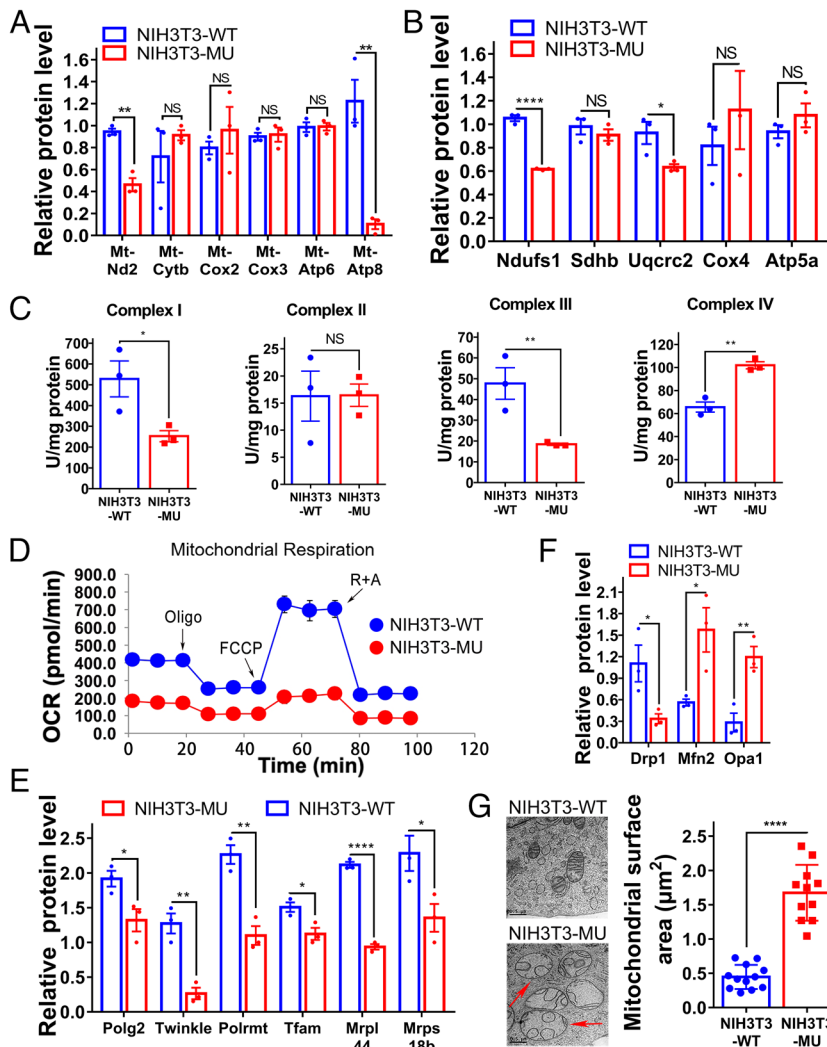 A
NIH3T3-WT
NIH3T3-MU
Relative protein level
1.6
1.4
1.2
1.0
0.8
0.6
0.4
0.2
0.0
**
NS
NS
NS
NS
**
Mt-
Nd2
Mt-
Cytb
Mt-
Cox2
Mt-
Cox3
Mt-
Atp6
Mt-
Atp8
B
NIH3T3-WT
NIH3T3-MU
Relative protein level
1.6
1.4
1.2
1.0
0.8
0.6
0.4
0.2
0.0
****
NS
*
NS
NS
Ndufs1
Sdhb
Uqcrc2
Cox4
Atp5a
C
Complex I
U/mg protein
700
600
500
400
300
200
100
0
*
NIH3T3
-WT
NIH3T3
-MU
Complex II
U/mg protein
25
20
15
10
5
0
NS
NIH3T3
-WT
NIH3T3
-MU
Complex III
U/mg protein
80
70
60
50
40
30
20
10
0
**
NIH3T3
-WT
NIH3T3
-MU
Complex IV
U/mg protein
120
100
80
60
40
20
0
**
NIH3T3
-WT
NIH3T3
-MU
D
Mitochondrial Respiration
OCR (pmol/min)
900.0
800.0
700.0
600.0
500.0
400.0
300.0
200.0
100.0
0.0
Oligo
FCCP
R+A
NIH3T3-WT
NIH3T3-MU
0
20
40
60
80
100
120
Time (min)
F
NIH3T3-WT
NIH3T3-MU
Relative protein level
2.1
1.8
1.5
1.2
0.9
0.6
0.3
0.0
*
*
**
Drp1
Mfn2
Opa1
E
NIH3T3-MU
NIH3T3-WT
Relative protein level
2.5
2.0
1.5
1.0
0.5
0.0
*
**
**
*
****
*
Polg2
Twinkle
Polrmt
Tfam
Mrpl
44
Mrps
18b
G
NIH3T3-WT
NIH3T3-MU
Mitochondrial surface
area (µm²)
2.5
2.0
1.5
1.0
0.5
0.0
****
NIH3T3
-WT
NIH3T3
-MU